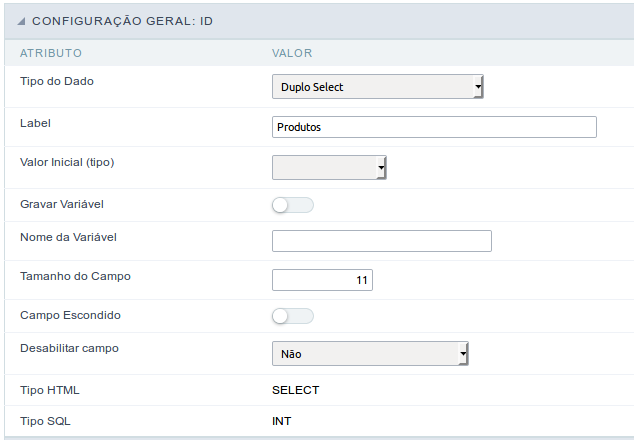 CONFIGURAÇÃO GERAL: ID
ATRIBUTO VALOR
Tipo do Dado Duplo Select
Label Produtos
Valor Inicial (tipo)
Gravar Variável
Nome da Variável
Tamanho do Campo 11
Campo Escondido
Desabilitar campo Não
Tipo HTML SELECT
Tipo SQL INT